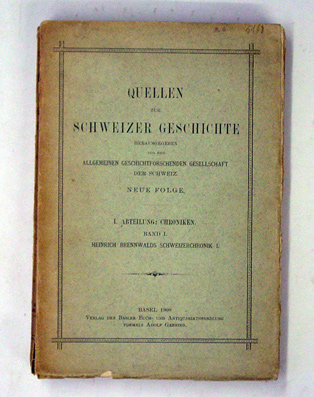 QUELLEN
ZUR
SCHWEIZER GESCHICHTE
HERAUSGEGEBEN
VON DER
ALLGEMEINEN GESCHICHTFORSCHENDEN GESELLSCHAFT
DER SCHWEIZ.
NEUE FOLGE.
I. ABTEILUNG: CHRONIKEN.
BAND I.
HEINRICH BRENNWALDS SCHWEIZERCHRONIK I.
BASEL 1908
VERLAG DER BASLER BUCH- UND ANTIQUARIATSHANDLUNG
VORMALS ADOLF GEERING.